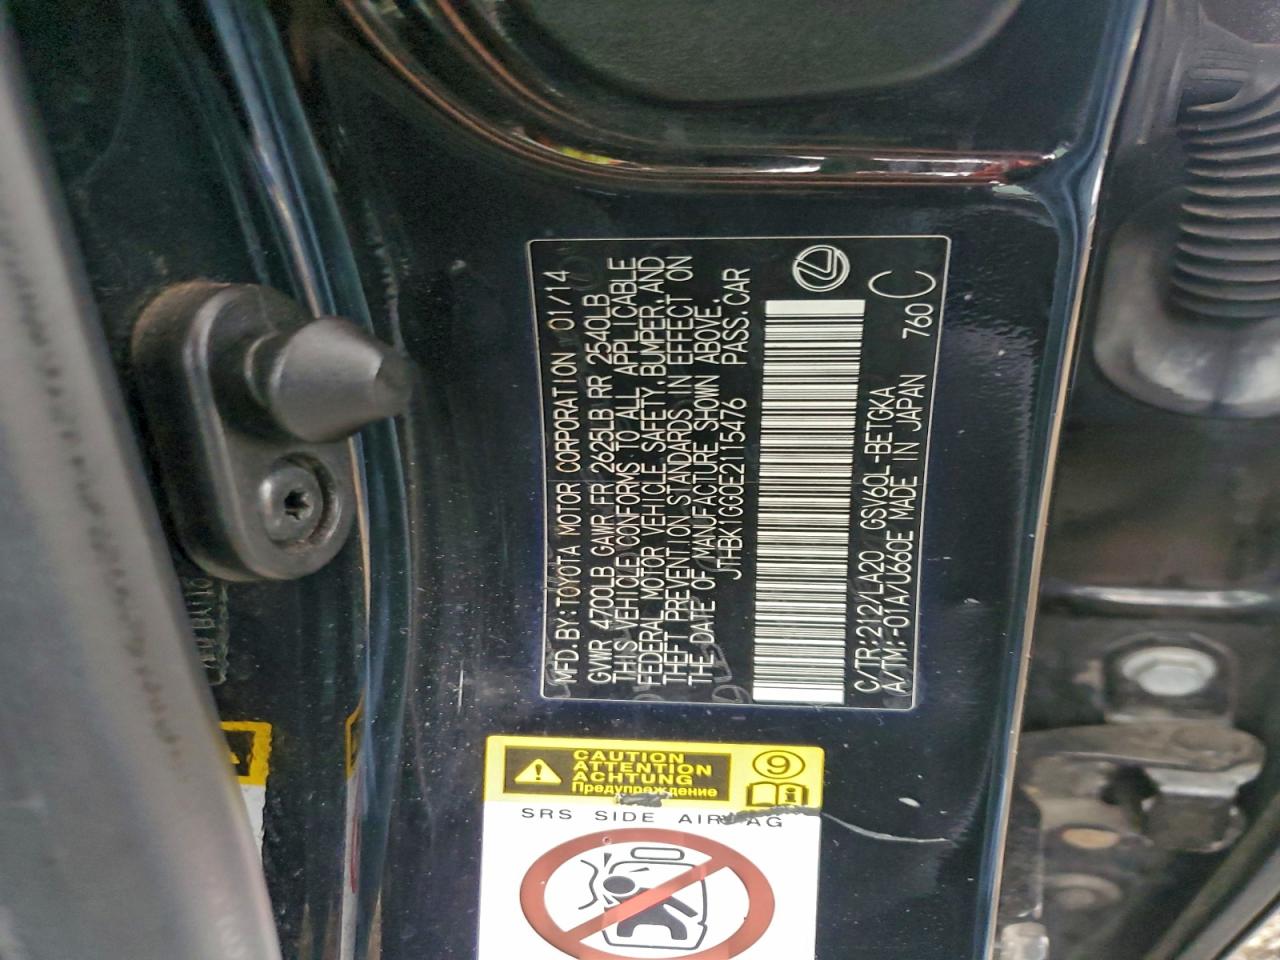 MFD.BY:TOYOTA MOTOR CORPORATION 01/14
GVWR 4700LB GAWR FR 2625LB RR 2540LB
THIS VEHICLE CONFORMS TO ALL APPLICABLE
FEDERAL MOTOR VEHICLE SAFETY,BUMPER,AND
THEFT PREVENTION STANDARDS IN EFFECT ON
THE DATE OF MANUFACTURE SHOWN ABOVE.
JTHBK1GG0E2115476 PASS.CAR
C/TR:212/LA20 GSV60L-BETGKA
A/TM:-01A/U660E MADE IN JAPAN 760 C
CAUTION
ATTENTION
ACHTUNG
Предупреждение
9
i
SRS SIDE AIRBAG